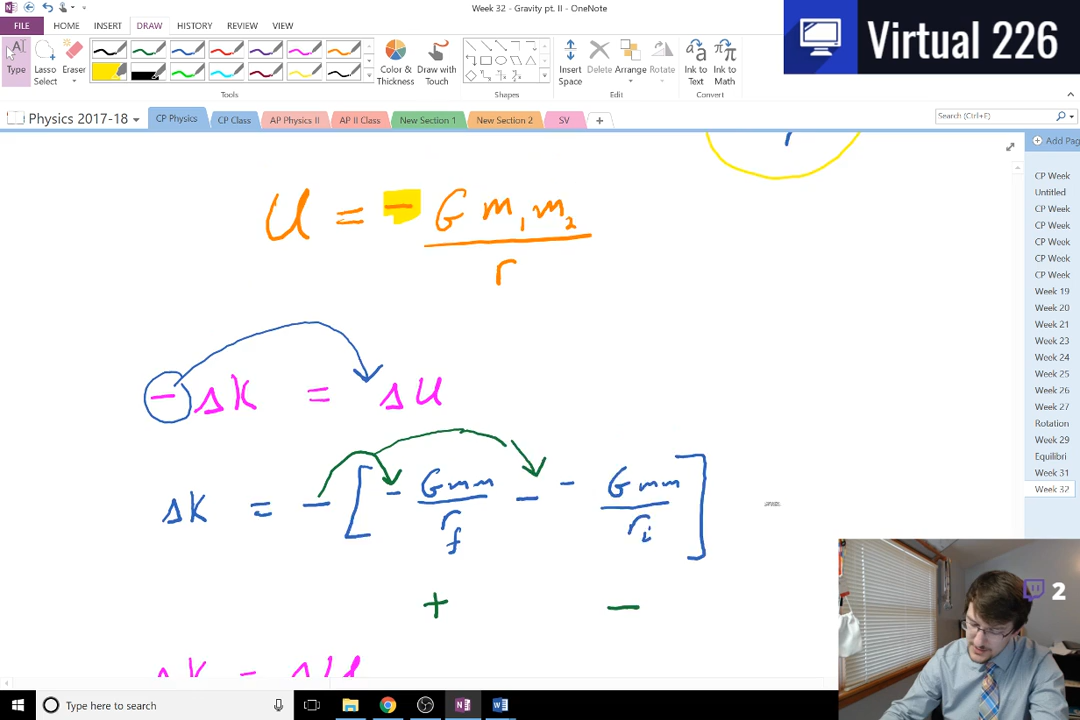 Week 32 - Gravity pt. II - OneNote
Virtual 226
FILE HOME INSERT DRAW HISTORY REVIEW VIEW
Type
Lasso Select
Eraser
Color & Thickness
Draw with Touch
Insert Space
Delete
Arrange
Rotate
Ink to Text
Ink to Math
Tools
Shapes
Edit
Convert
Physics 2017-18
CP Physics
CP Class
AP Physics II
AP II Class
New Section 1
New Section 2
SV
+
Search (Ctrl+E)
Add Pag
CP Week
Untitled
CP Week
CP Week
CP Week
CP Week
CP Week
Week 19
Week 20
Week 21
Week 23
Week 24
Week 25
Week 26
Week 27
Rotation
Week 29
Equilibri
Week 31
Week 32
U = - G m₁m₂ / r
- ΔK = ΔU
ΔK = - [ - Gmm / r_f - - Gmm / r_i ]
+ −
2
Type here to search